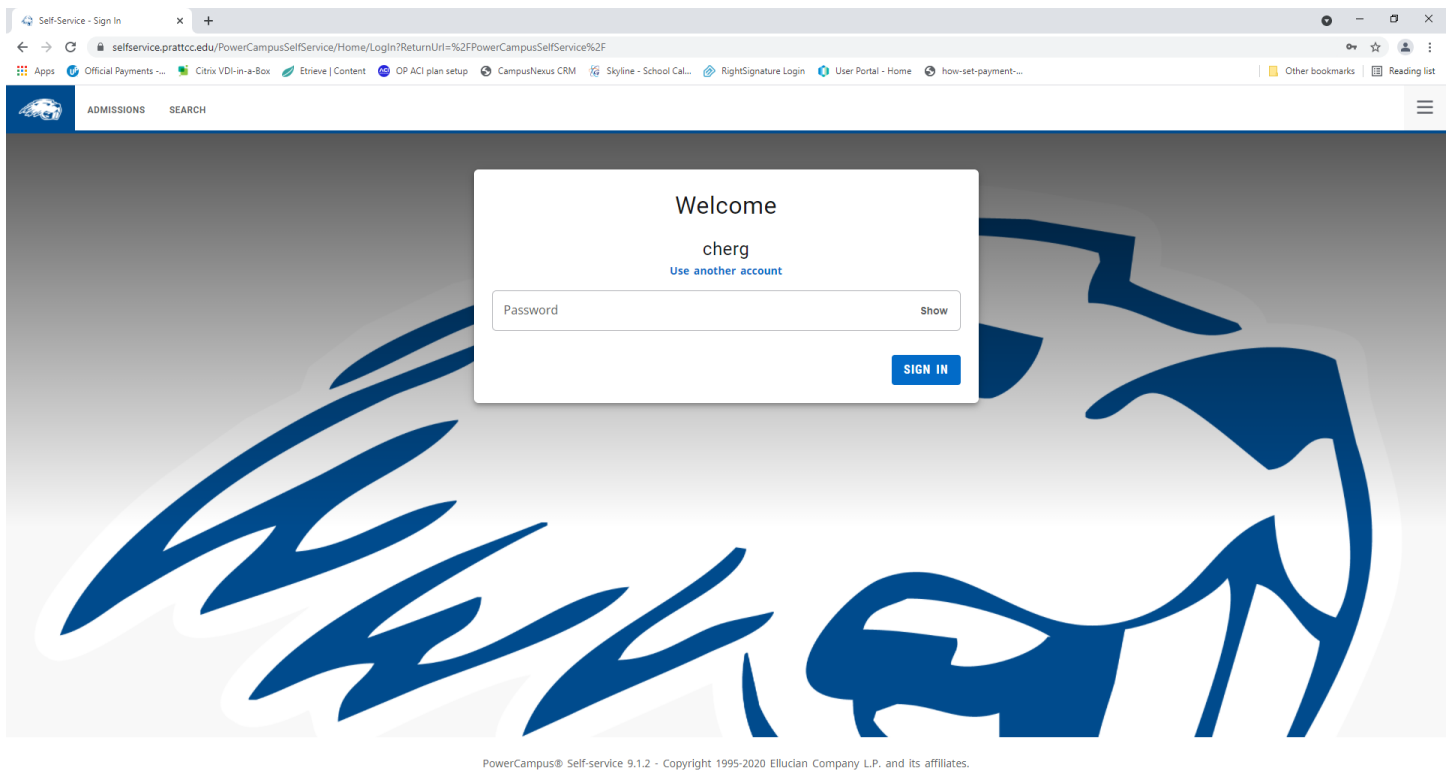 Self-Service - Sign In
selfservice.prattcc.edu/PowerCampusSelfService/Home/LogIn?ReturnUrl=%2FPowerCampusSelfService%2F
Apps Official Payments -... Citrix VDI-in-a-Box Etrieve | Content OP ACI plan setup CampusNexus CRM Skyline - School Cal... RightSignature Login User Portal - Home how-set-payment-... Other bookmarks Reading list
ADMISSIONS SEARCH
Welcome
cherg
Use another account
Password Show
SIGN IN
PowerCampus® Self-service 9.1.2 - Copyright 1995-2020 Ellucian Company L.P. and its affiliates.